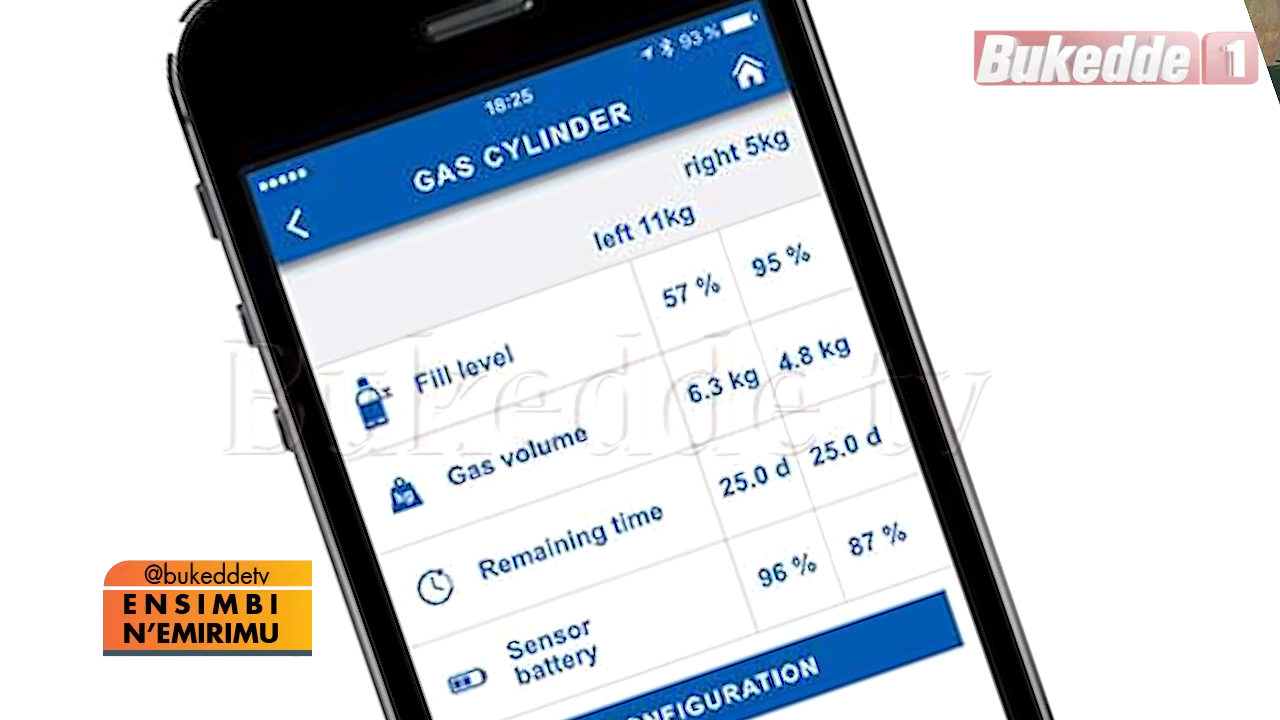 Bukedde 1
93 %
18:25
GAS CYLINDER
left 11kg right 5kg
Fill level 57 % 95 %
Gas volume 6.3 kg 4.8 kg
Remaining time 25.0 d 25.0 d
Sensor battery 96 % 87 %
ONFIGURATION
Bukedde tv
@bukeddetv
ENSIMBI
N'EMIRIMU